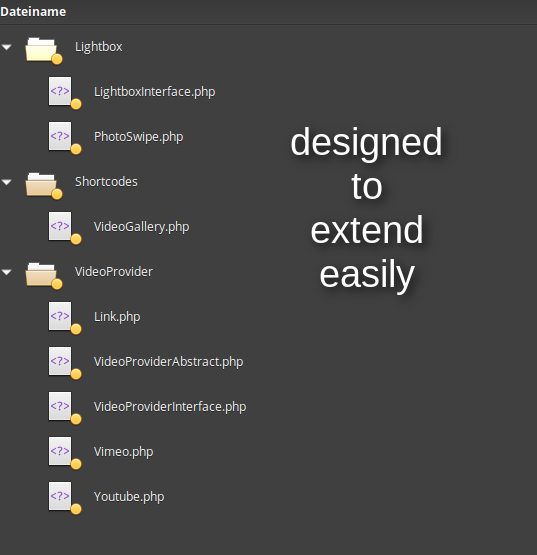 Dateiname
Lightbox
<?> LightboxInterface.php
<?> PhotoSwipe.php
Shortcodes
<?> VideoGallery.php
VideoProvider
<?> Link.php
<?> VideoProviderAbstract.php
<?> VideoProviderInterface.php
<?> Vimeo.php
<?> Youtube.php
designed
to
extend
easily